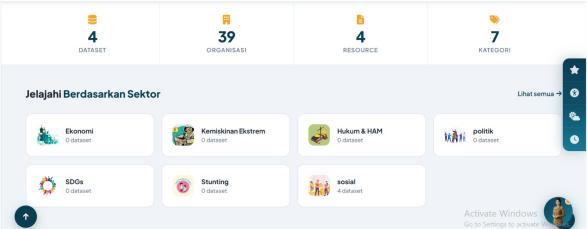 4 39 4 7
DATASET ORGANISASI RESOURCE KATEGORI
Jelajahi Berdasarkan Sektor Lihat semua →
Ekonomi
0 dataset
Kemiskinan Ekstrem
0 dataset
Hukum & HAM
0 dataset
politik
0 dataset
SDGs
0 dataset
Stunting
0 dataset
sosial
4 dataset
Activate Windows
Go to Settings to activate Windows.